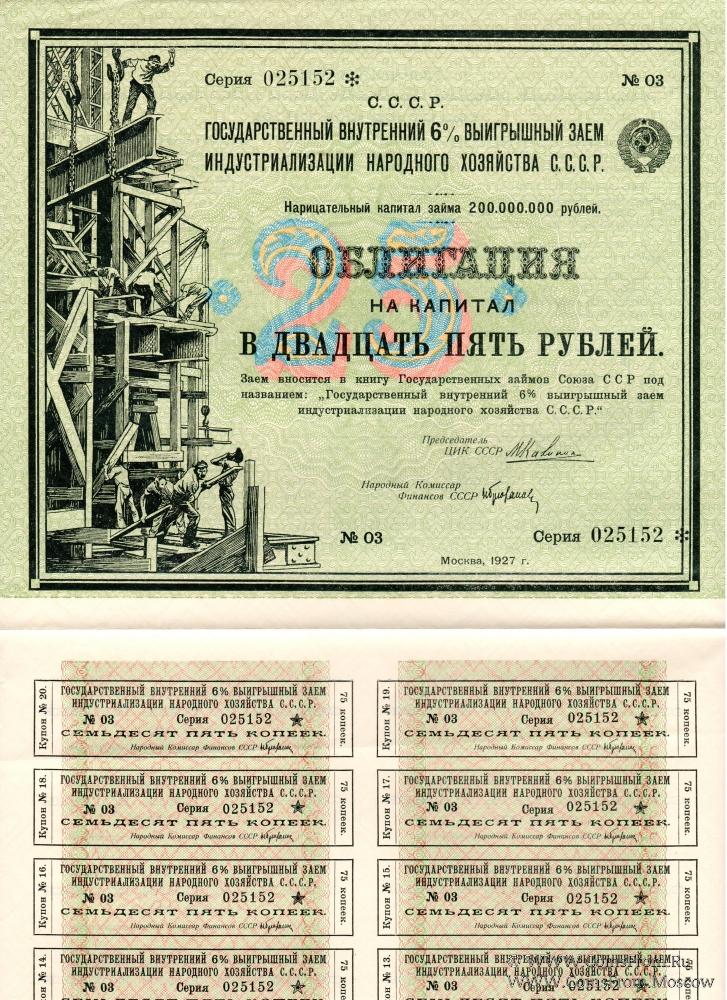 Серия 025152 ✻ № 03
С. С. С. Р.
ГОСУДАРСТВЕННЫЙ ВНУТРЕННИЙ 6% ВЫИГРЫШНЫЙ ЗАЕМ
ИНДУСТРИАЛИЗАЦИИ НАРОДНОГО ХОЗЯЙСТВА С. С. С. Р.
Нарицательный капитал займа 200.000.000 рублей.
25
ОБЛИГАЦИЯ
НА КАПИТАЛ
В ДВАДЦАТЬ ПЯТЬ РУБЛЕЙ.
Заем вносится в книгу Государственных займов Союза ССР под
названием: „Государственный внутренний 6% выигрышный заем
индустриализации народного хозяйства С. С. С. Р.“
Председатель
ЦИК СССР
Народный Комиссар
Финансов СССР
№ 03 Серия 025152 ✻
Москва, 1927 г.
Купон № 20.
ГОСУДАРСТВЕННЫЙ ВНУТРЕННИЙ 6% ВЫИГРЫШНЫЙ ЗАЕМ
ИНДУСТРИАЛИЗАЦИИ НАРОДНОГО ХОЗЯЙСТВА С. С. С. Р.
№ 03 Серия 025152 ★
СЕМЬДЕСЯТ ПЯТЬ КОПЕЕК.
Народный Комиссар Финансов СССР
75 копеек.
Купон № 19.
ГОСУДАРСТВЕННЫЙ ВНУТРЕННИЙ 6% ВЫИГРЫШНЫЙ ЗАЕМ
ИНДУСТРИАЛИЗАЦИИ НАРОДНОГО ХОЗЯЙСТВА С. С. С. Р.
№ 03 Серия 025152 ★
СЕМЬДЕСЯТ ПЯТЬ КОПЕЕК.
Народный Комиссар Финансов СССР
75 копеек.
Купон № 18.
ГОСУДАРСТВЕННЫЙ ВНУТРЕННИЙ 6% ВЫИГРЫШНЫЙ ЗАЕМ
ИНДУСТРИАЛИЗАЦИИ НАРОДНОГО ХОЗЯЙСТВА С. С. С. Р.
№ 03 Серия 025152 ★
СЕМЬДЕСЯТ ПЯТЬ КОПЕЕК.
Народный Комиссар Финансов СССР
75 копеек.
Купон № 17.
ГОСУДАРСТВЕННЫЙ ВНУТРЕННИЙ 6% ВЫИГРЫШНЫЙ ЗАЕМ
ИНДУСТРИАЛИЗАЦИИ НАРОДНОГО ХОЗЯЙСТВА С. С. С. Р.
№ 03 Серия 025152 ★
СЕМЬДЕСЯТ ПЯТЬ КОПЕЕК.
Народный Комиссар Финансов СССР
75 копеек.
Купон № 16.
ГОСУДАРСТВЕННЫЙ ВНУТРЕННИЙ 6% ВЫИГРЫШНЫЙ ЗАЕМ
ИНДУСТРИАЛИЗАЦИИ НАРОДНОГО ХОЗЯЙСТВА С. С. С. Р.
№ 03 Серия 025152 ★
СЕМЬДЕСЯТ ПЯТЬ КОПЕЕК.
Народный Комиссар Финансов СССР
75 копеек.
Купон № 15.
ГОСУДАРСТВЕННЫЙ ВНУТРЕННИЙ 6% ВЫИГРЫШНЫЙ ЗАЕМ
ИНДУСТРИАЛИЗАЦИИ НАРОДНОГО ХОЗЯЙСТВА С. С. С. Р.
№ 03 Серия 025152 ★
СЕМЬДЕСЯТ ПЯТЬ КОПЕЕК.
Народный Комиссар Финансов СССР
75 копеек.
№ 14.
ГОСУДАРСТВЕННЫЙ ВНУТРЕННИЙ 6% ВЫИГРЫШНЫЙ ЗАЕМ
ИНДУСТРИАЛИЗАЦИИ НАРОДНОГО ХОЗЯЙСТВА С. С. С. Р.
№ 03 Серия 025152 ★
75
№ 13.
ГОСУДАРСТВЕННЫЙ ВНУТРЕННИЙ 6% ВЫИГРЫШНЫЙ ЗАЕМ
ИНДУСТРИАЛИЗАЦИИ НАРОДНОГО ХОЗЯЙСТВА С. С. С. Р.
№ 03 Серия 025152 ★